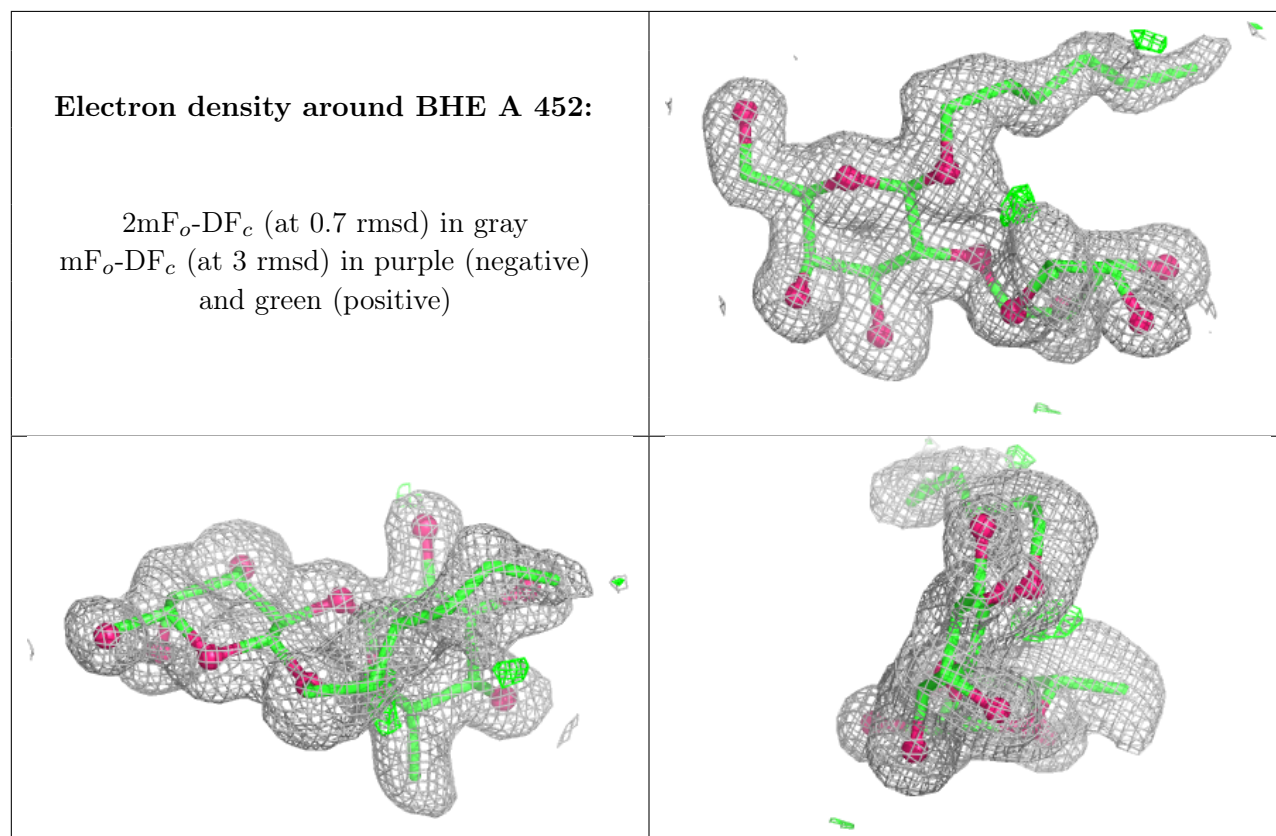 Electron density around BHE A 452:
2mFo-DFc (at 0.7 rmsd) in gray
mFo-DFc (at 3 rmsd) in purple (negative)
and green (positive)